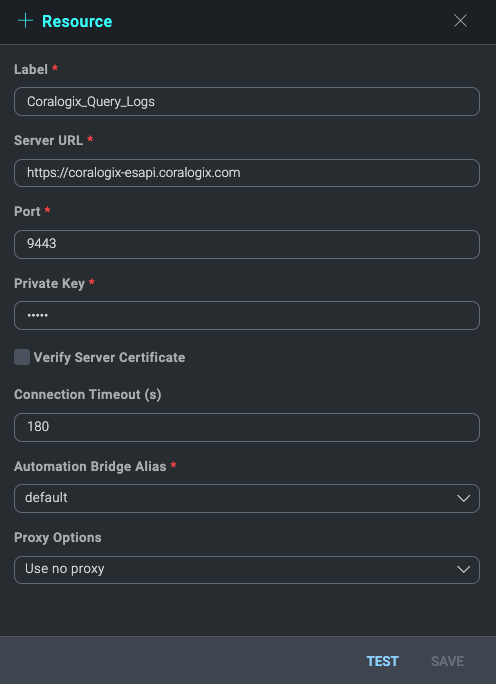 + Resource
Label *
Coralogix_Query_Logs
Server URL *
https://coralogix-esapi.coralogix.com
Port *
9443
Private Key *
•••••
Verify Server Certificate
Connection Timeout (s)
180
Automation Bridge Alias *
default
Proxy Options
Use no proxy
TEST SAVE